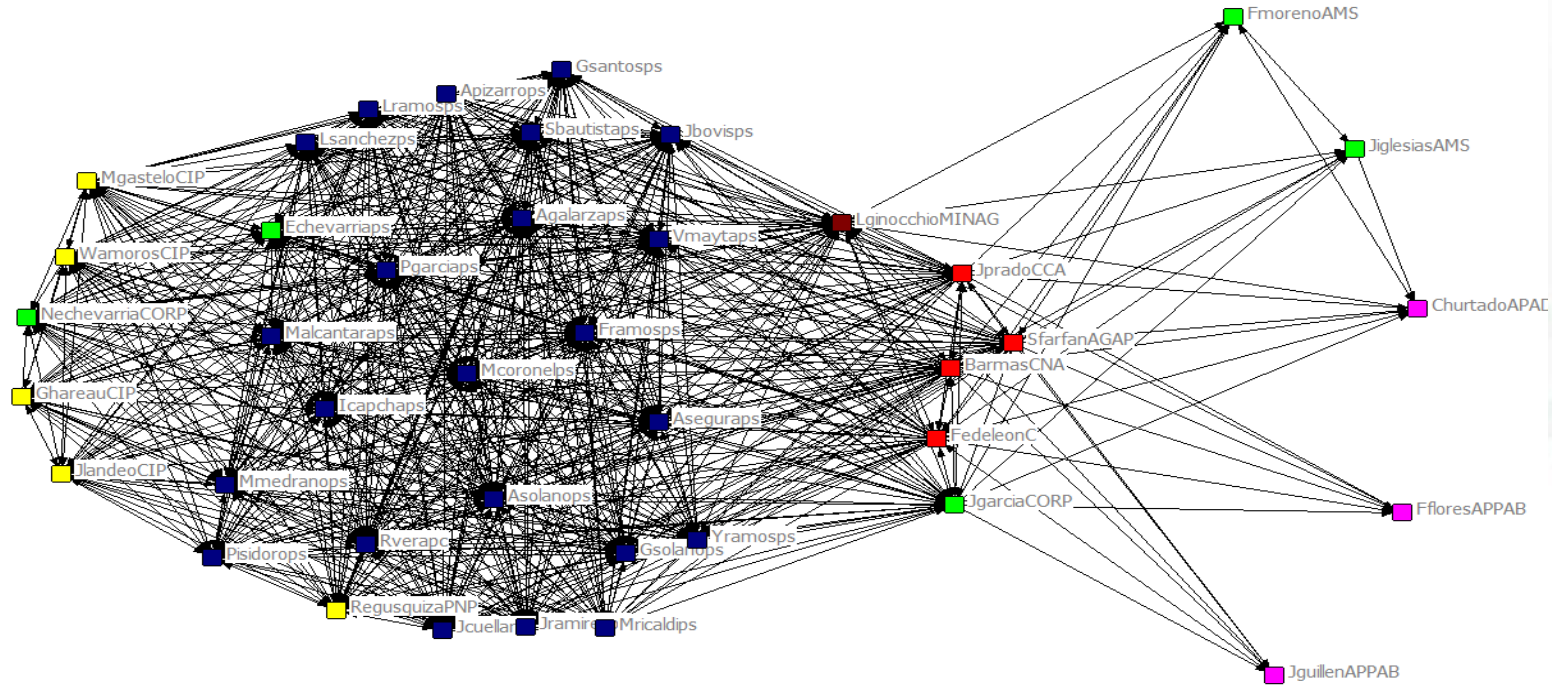 FmorenoAMS
Gsantosps
Apizarrops
Lramosps
Sbautistaps
Jbovisps
Lsanchezps
JiglesiasAMS
MgasteloCIP
Agalarzaps
LginocchioMINAG
Echevarriaps
Vmaytaps
WamorosCIP
Pgarciaps
JpradoCCA
ChurtadoAPAD
NechevarriaCORP
Malcantaraps
Framosps
SfarfanAGAP
BarmasCNA
Mcoronelps
GhareauCIP
Icapchaps
Aseguraps
FedeleonC
JlandeoCIP
Mmedranops
Asolanops
JgarciaCORP
FfloresAPPAB
Yramosps
Rverapc
Gsolanops
Pisidorops
RegusquizaPNP
Jcuellar
Jramire
Mricaldips
JguillenAPPAB